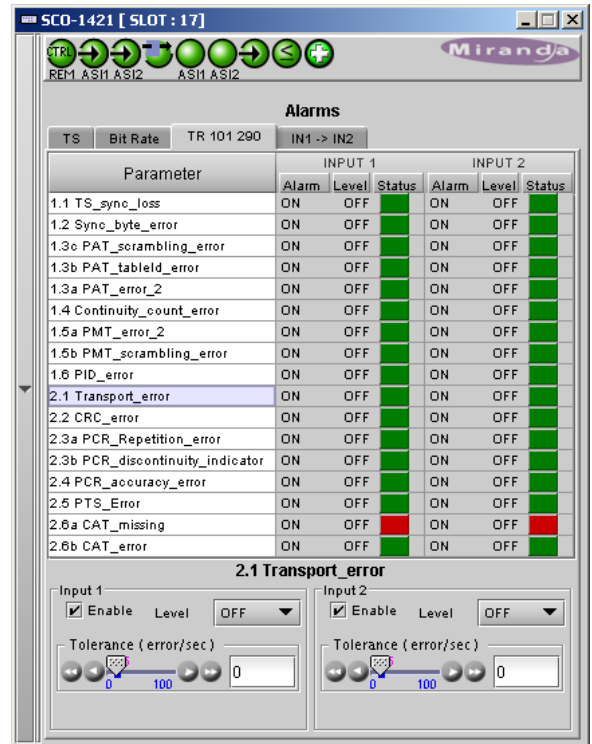 SCO-1421 [ SLOT : 17]
CTRL
REM ASI1 ASI2 ASI1 ASI2
Miranda
Alarms
TS Bit Rate TR 101 290 IN1 -> IN2
Parameter INPUT 1 INPUT 2
Alarm Level Status Alarm Level Status
1.1 TS_sync_loss ON OFF ON OFF
1.2 Sync_byte_error ON OFF ON OFF
1.3c PAT_scrambling_error ON OFF ON OFF
1.3b PAT_tableId_error ON OFF ON OFF
1.3a PAT_error_2 ON OFF ON OFF
1.4 Continuity_count_error ON OFF ON OFF
1.5a PMT_error_2 ON OFF ON OFF
1.5b PMT_scrambling_error ON OFF ON OFF
1.6 PID_error ON OFF ON OFF
2.1 Transport_error ON OFF ON OFF
2.2 CRC_error ON OFF ON OFF
2.3a PCR_Repetition_error ON OFF ON OFF
2.3b PCR_discontinuity_indicator ON OFF ON OFF
2.4 PCR_accuracy_error ON OFF ON OFF
2.5 PTS_Error ON OFF ON OFF
2.6a CAT_missing ON OFF ON OFF
2.6b CAT_error ON OFF ON OFF
2.1 Transport_error
Input 1 Input 2
Enable Level OFF Enable Level OFF
Tolerance ( error/sec ) Tolerance ( error/sec )
0 100 0 0 100 0